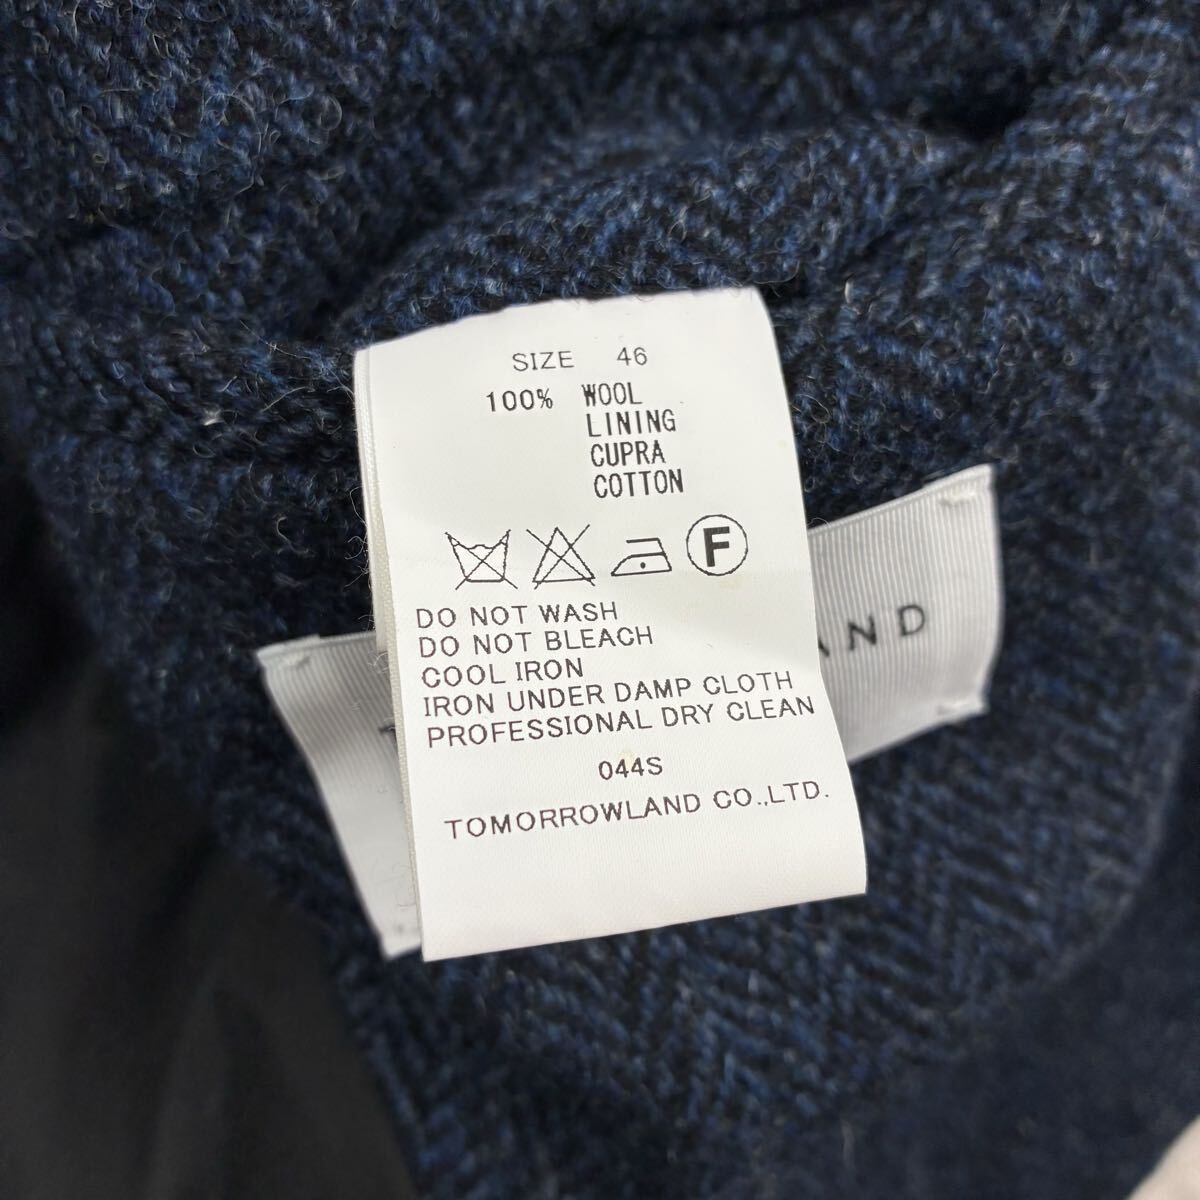 SIZE 46
100% WOOL
LINING
CUPRA
COTTON
F
DO NOT WASH
DO NOT BLEACH
COOL IRON
IRON UNDER DAMP CLOTH
PROFESSIONAL DRY CLEAN
044S
TOMORROWLAND CO.,LTD.
AND